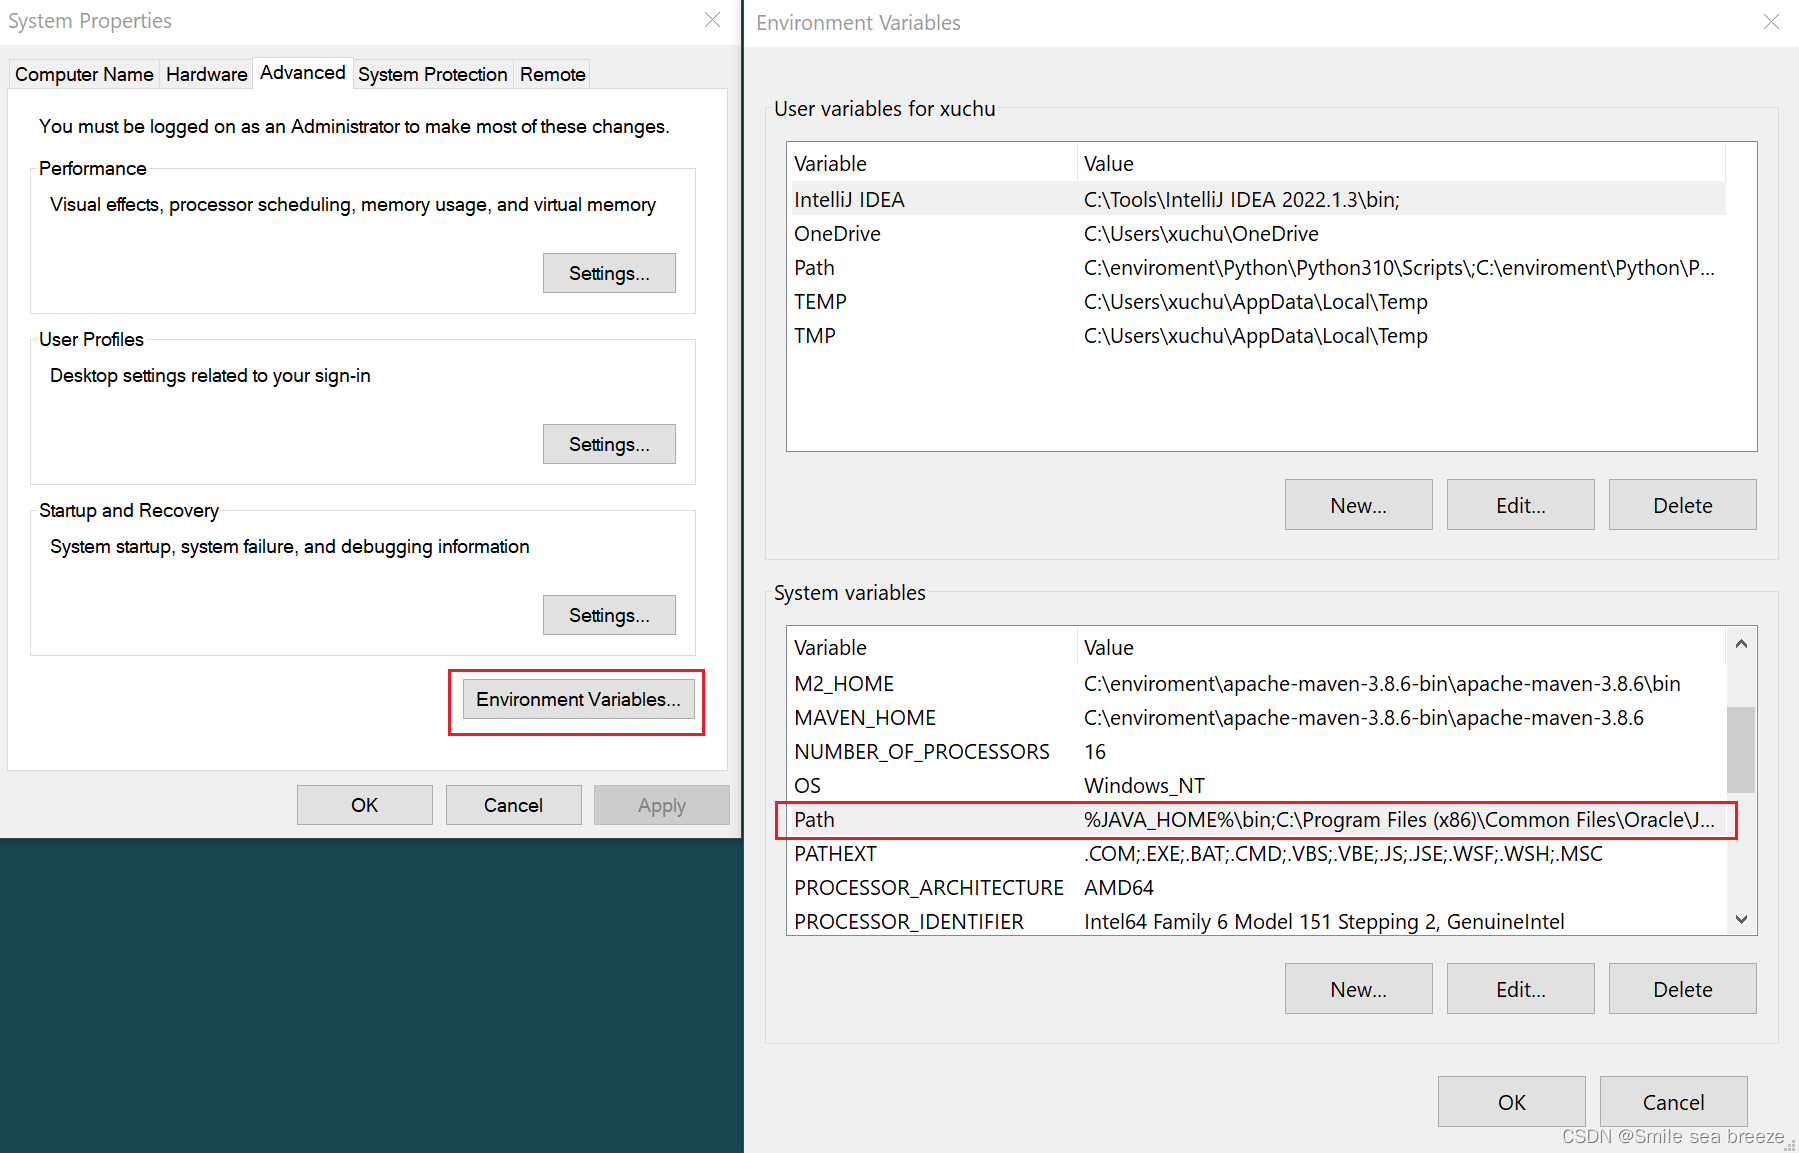 System Properties
Computer Name Hardware Advanced System Protection Remote
You must be logged on as an Administrator to make most of these changes.
Performance
Visual effects, processor scheduling, memory usage, and virtual memory
Settings...
User Profiles
Desktop settings related to your sign-in
Settings...
Startup and Recovery
System startup, system failure, and debugging information
Settings...
Environment Variables...
OK Cancel Apply
Environment Variables
User variables for xuchu
Variable Value
IntelliJ IDEA C:\Tools\IntelliJ IDEA 2022.1.3\bin;
OneDrive C:\Users\xuchu\OneDrive
Path C:\enviroment\Python\Python310\Scripts\;C:\enviroment\Python\P...
TEMP C:\Users\xuchu\AppData\Local\Temp
TMP C:\Users\xuchu\AppData\Local\Temp
New... Edit... Delete
System variables
Variable Value
M2_HOME C:\enviroment\apache-maven-3.8.6-bin\apache-maven-3.8.6\bin
MAVEN_HOME C:\enviroment\apache-maven-3.8.6-bin\apache-maven-3.8.6
NUMBER_OF_PROCESSORS 16
OS Windows_NT
Path %JAVA_HOME%\bin;C:\Program Files (x86)\Common Files\Oracle\J...
PATHEXT .COM;.EXE;.BAT;.CMD;.VBS;.VBE;.JS;.JSE;.WSF;.WSH;.MSC
PROCESSOR_ARCHITECTURE AMD64
PROCESSOR_IDENTIFIER Intel64 Family 6 Model 151 Stepping 2, GenuineIntel
New... Edit... Delete
OK Cancel
CSDN @Smile sea breeze